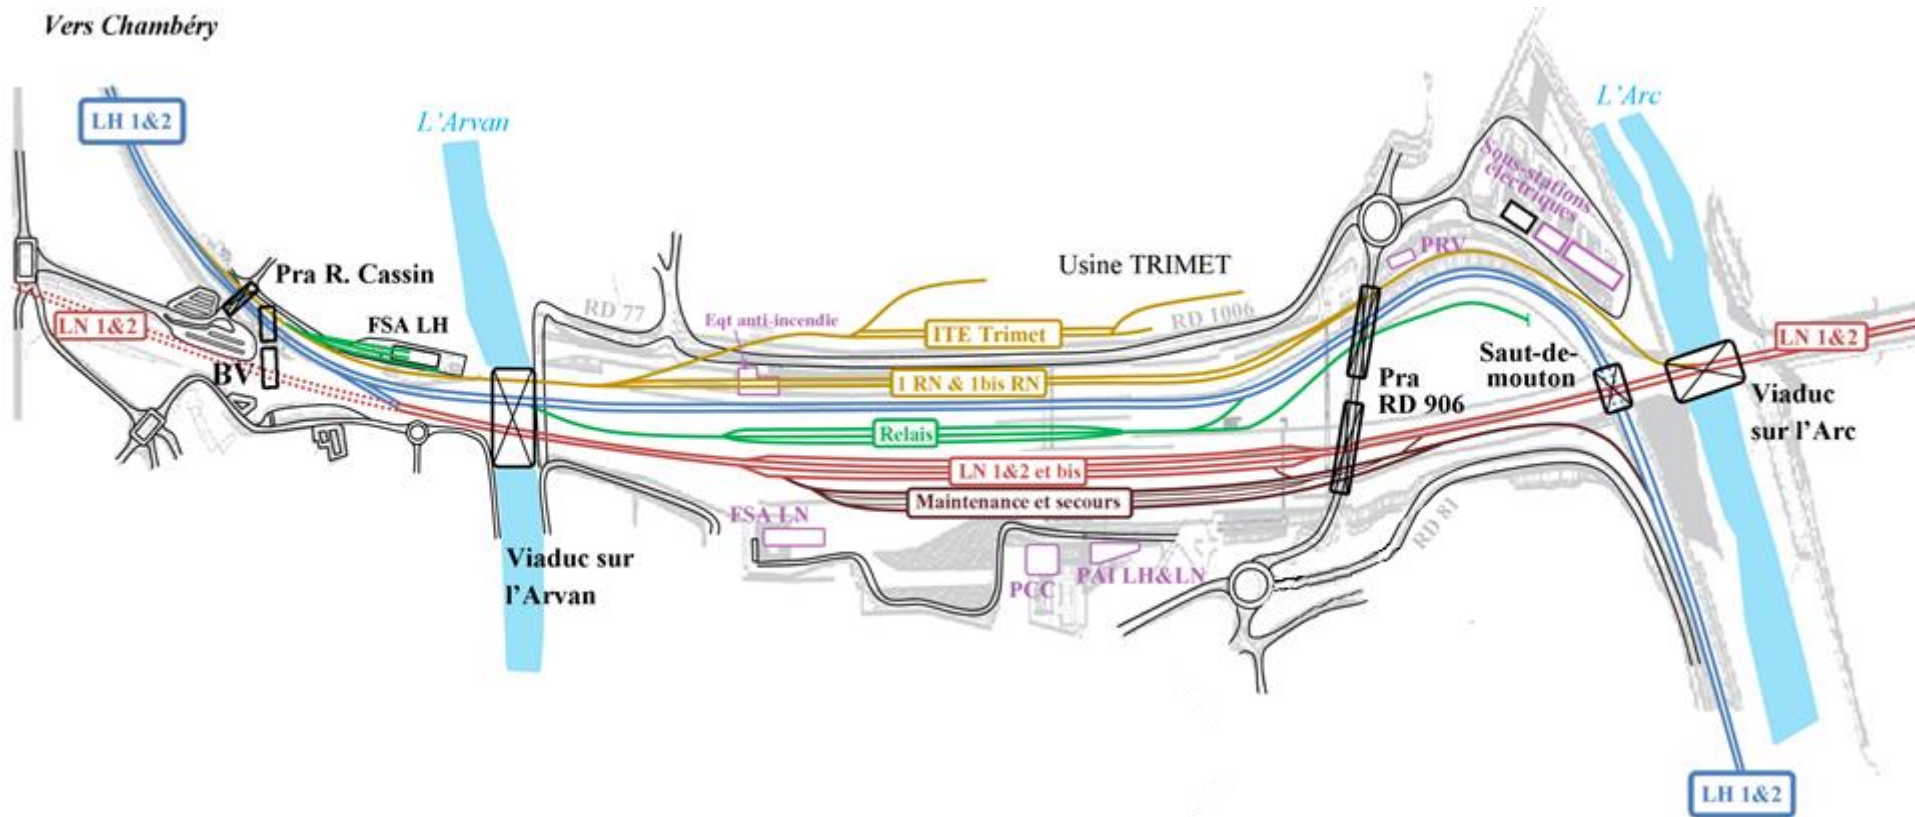 Vers Chambéry
LH 1&2
L'Arvan
L'Arc
Sous-stations
électriques
Pra R. Cassin
Usine TRIMET
PRV
LN 1&2
FSA LH
RD 77
Eqt anti-incendie
ITE Trimet
RD 1006
LN 1&2
BV
1 RN & 1bis RN
Pra
RD 906
Saut-de-
mouton
Viaduc
sur l'Arc
Relais
LN 1&2 et bis
Maintenance et secours
FSA LN
RD 81
Viaduc sur
l'Arvan
PCC
PAI LH&LN
LH 1&2